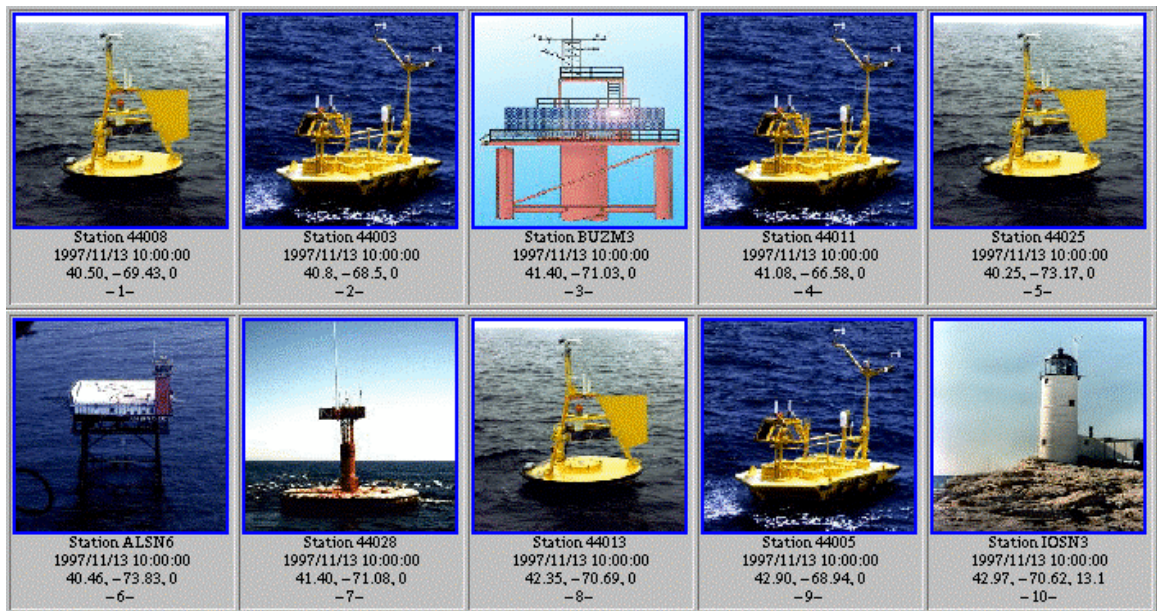 Station 44008
1997/11/13 10:00:00
40.50, -69.43, 0
-1-
Station 44003
1997/11/13 10:00:00
40.8, -68.5, 0
-2-
Station BUZM3
1997/11/13 10:00:00
41.40, -71.03, 0
-3-
Station 44011
1997/11/13 10:00:00
41.08, -66.58, 0
-4-
Station 44025
1997/11/13 10:00:00
40.25, -73.17, 0
-5-
Station ALSN6
1997/11/13 10:00:00
40.46, -73.83, 0
-6-
Station 44028
1997/11/13 10:00:00
41.40, -71.08, 0
-7-
Station 44013
1997/11/13 10:00:00
42.35, -70.69, 0
-8-
Station 44005
1997/11/13 10:00:00
42.90, -68.94, 0
-9-
Station IOSN3
1997/11/13 10:00:00
42.97, -70.62, 13.1
-10-